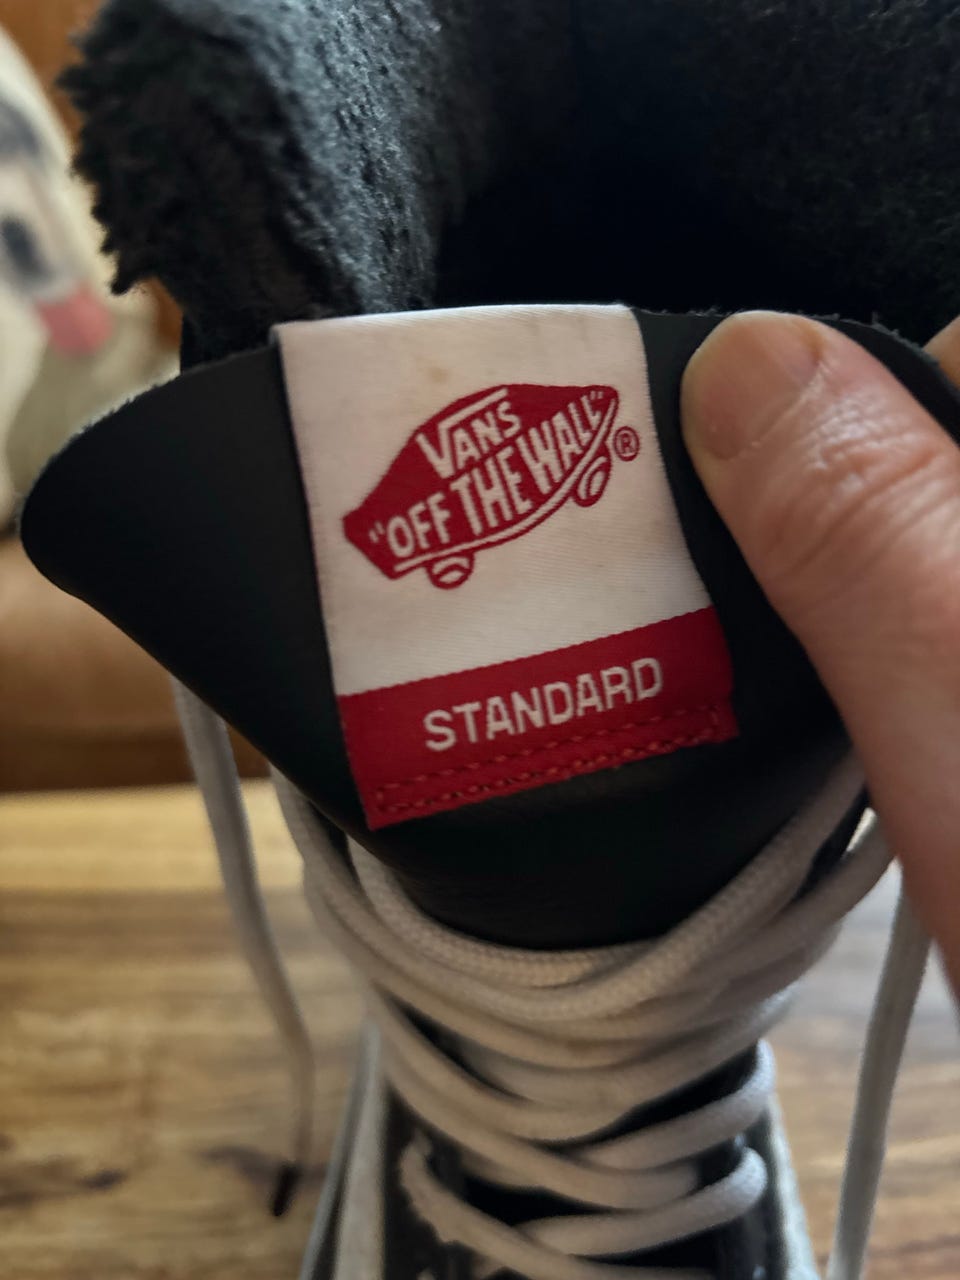 VANS
"OFF THE WALL"
®
STANDARD